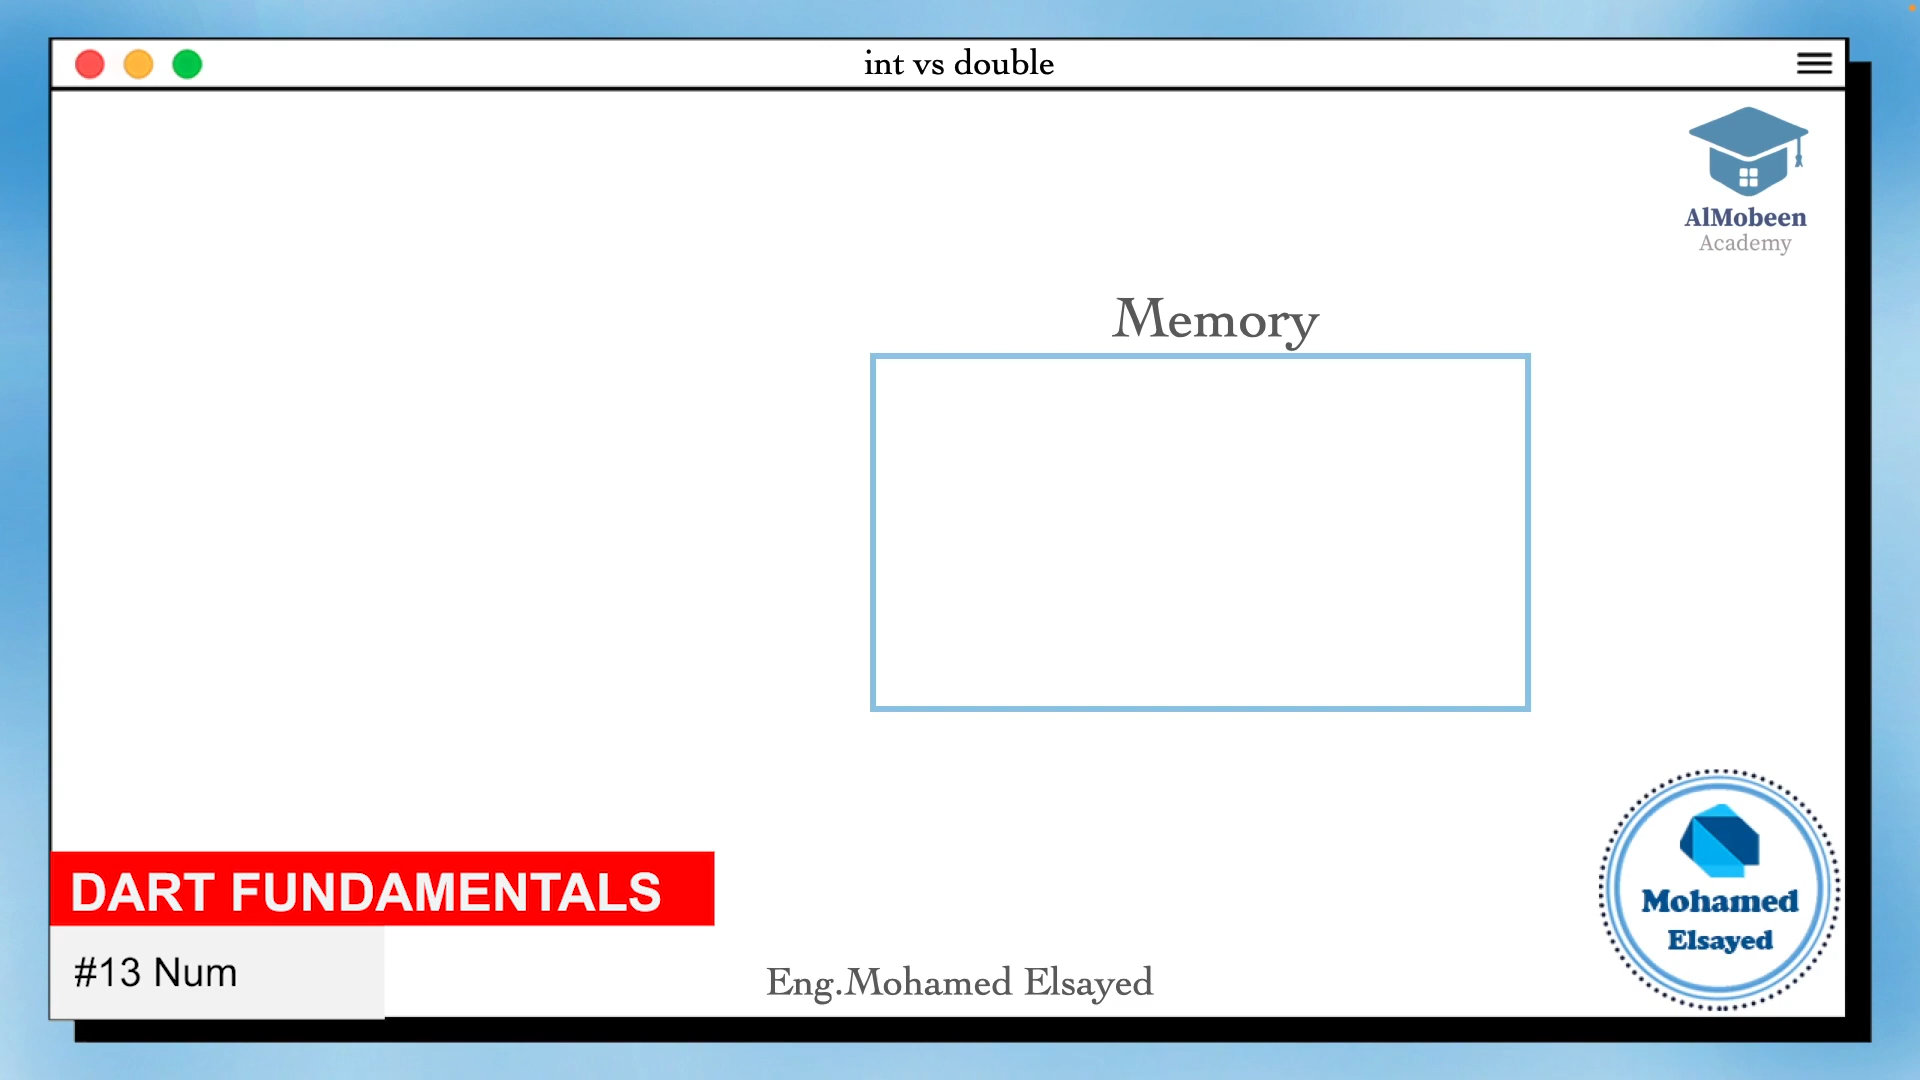 int vs double
AlMobeen
Academy
Memory
DART FUNDAMENTALS
#13 Num
Eng.Mohamed Elsayed
Mohamed
Elsayed